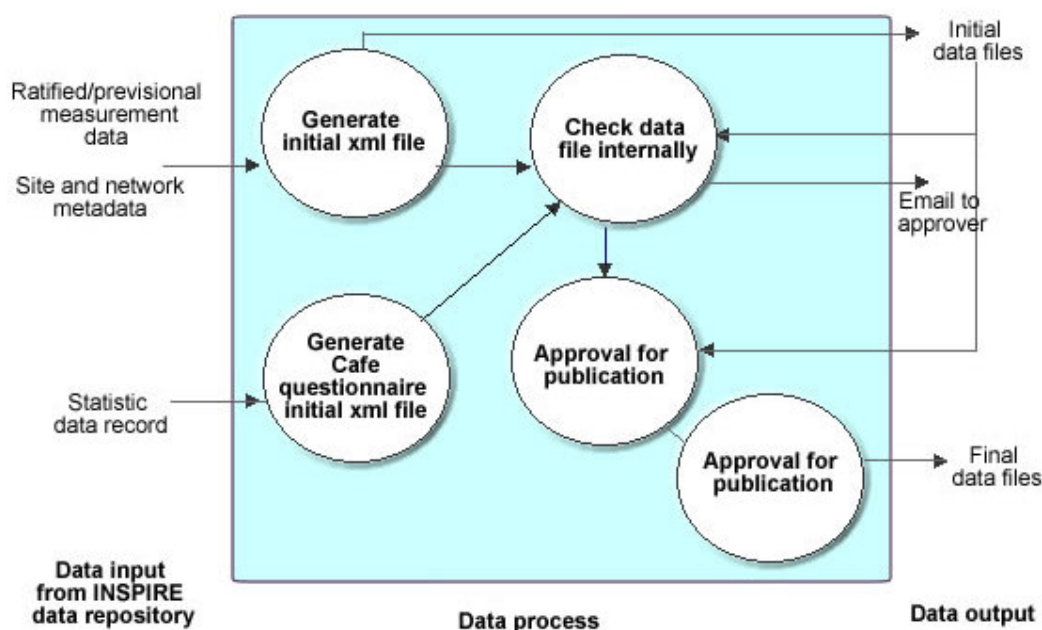 Ratified/previsional
measurement
data
Site and network
metadata
Statistic
data record
Data input
from INSPIRE
data repository
Generate
initial xml file
Check data
file internally
Generate
Cafe
questionnaire
initial xml file
Approval for
publication
Approval for
publication
Data process
Initial
data files
Email to
approver
Final
data files
Data output